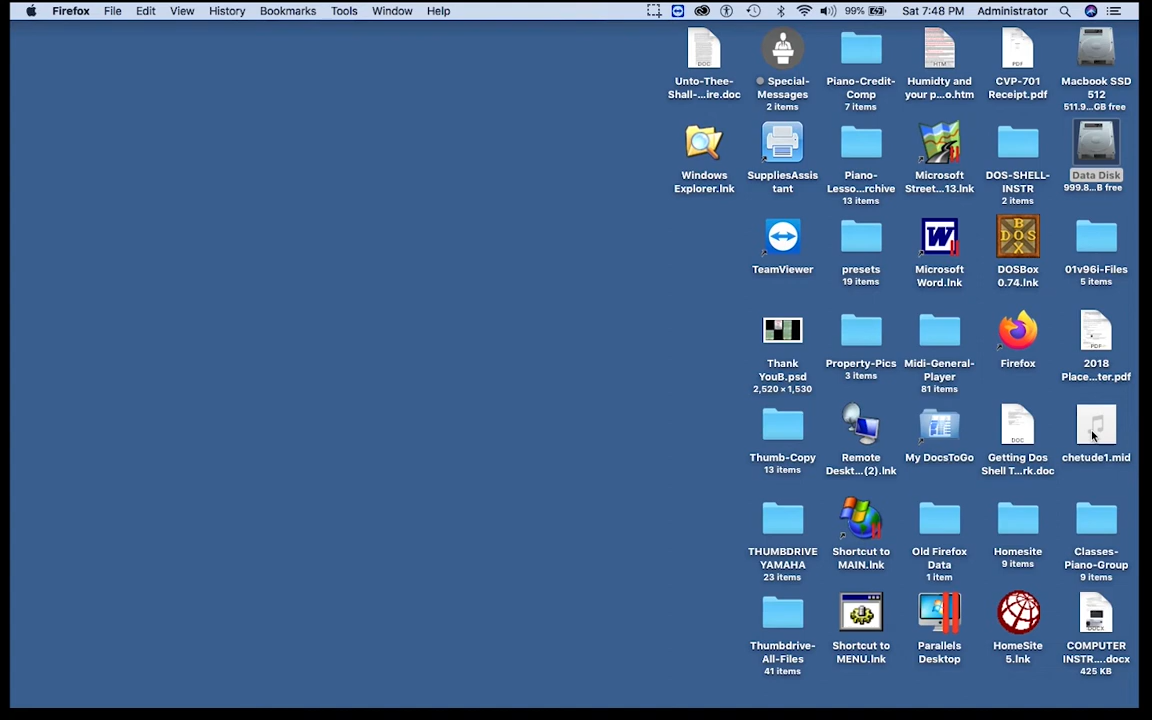 Firefox File Edit View History Bookmarks Tools Window Help 99% Sat 7:48 PM Administrator
Unto-Thee-
Shall-...ire.doc
Special-
Messages
2 items
Piano-Credit-
Comp
7 items
Humidty and
your p...o.htm
CVP-701
Receipt.pdf
Macbook SSD
512
511.9...GB free
Windows
Explorer.lnk
SuppliesAssis
tant
Piano-
Lesso...rchive
13 items
Microsoft
Street...13.lnk
DOS-SHELL-
INSTR
2 items
Data Disk
999.8...B free
TeamViewer
presets
19 items
Microsoft
Word.lnk
DOSBox
0.74.lnk
01v96i-Files
5 items
Thank
YouB.psd
2,520 × 1,530
Property-Pics
3 items
Midi-General-
Player
81 items
Firefox
2018
Place...ter.pdf
Thumb-Copy
13 items
Remote
Deskt...(2).lnk
My DocsToGo
Getting Dos
Shell T...rk.doc
chetude1.mid
THUMBDRIVE
YAMAHA
23 items
Shortcut to
MAIN.lnk
Old Firefox
Data
1 item
Homesite
9 items
Classes-
Piano-Group
9 items
Thumbdrive-
All-Files
41 items
Shortcut to
MENU.lnk
Parallels
Desktop
HomeSite
5.lnk
COMPUTER
INSTR....docx
425 KB